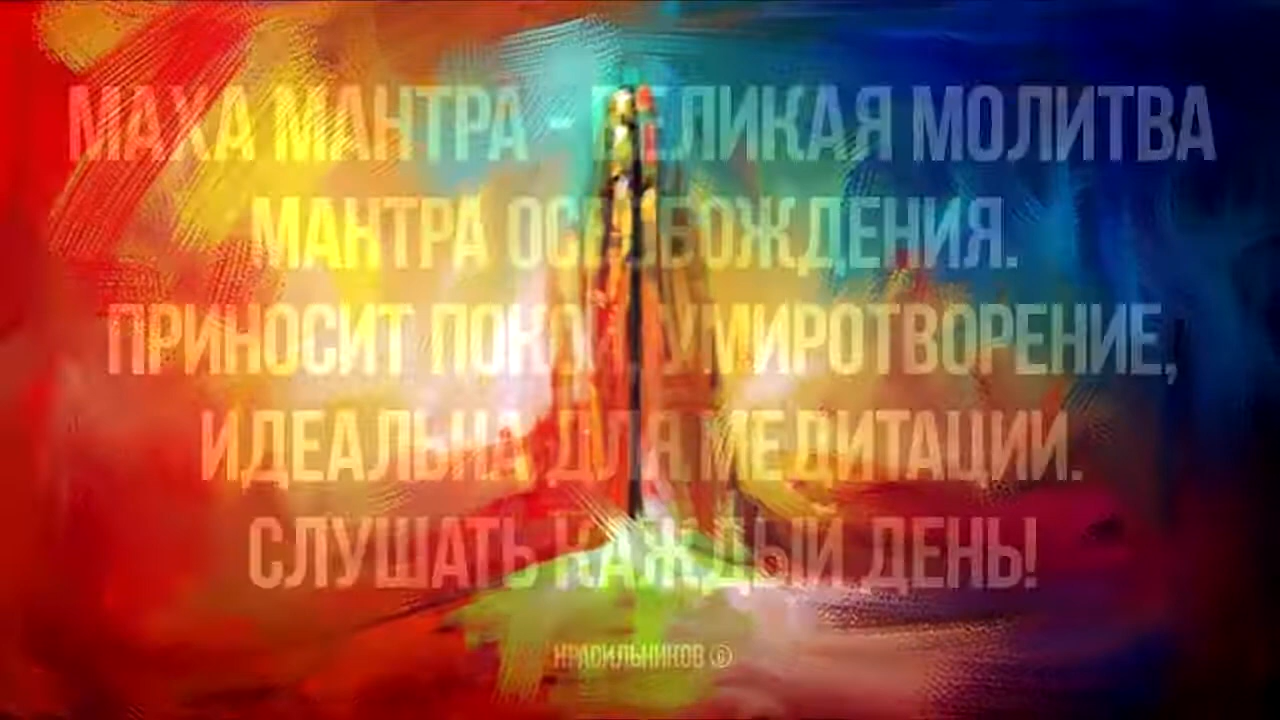 МАХА МАНТРА - ВЕЛИКАЯ МОЛИТВА
МАНТРА ОСВОБОЖДЕНИЯ.
ПРИНОСИТ ПОКОЙ, УМИРОТВОРЕНИЕ,
ИДЕАЛЬНА ДЛЯ МЕДИТАЦИИ.
СЛУШАТЬ КАЖДЫЙ ДЕНЬ!
КРАСИЛЬНИКОВ ©